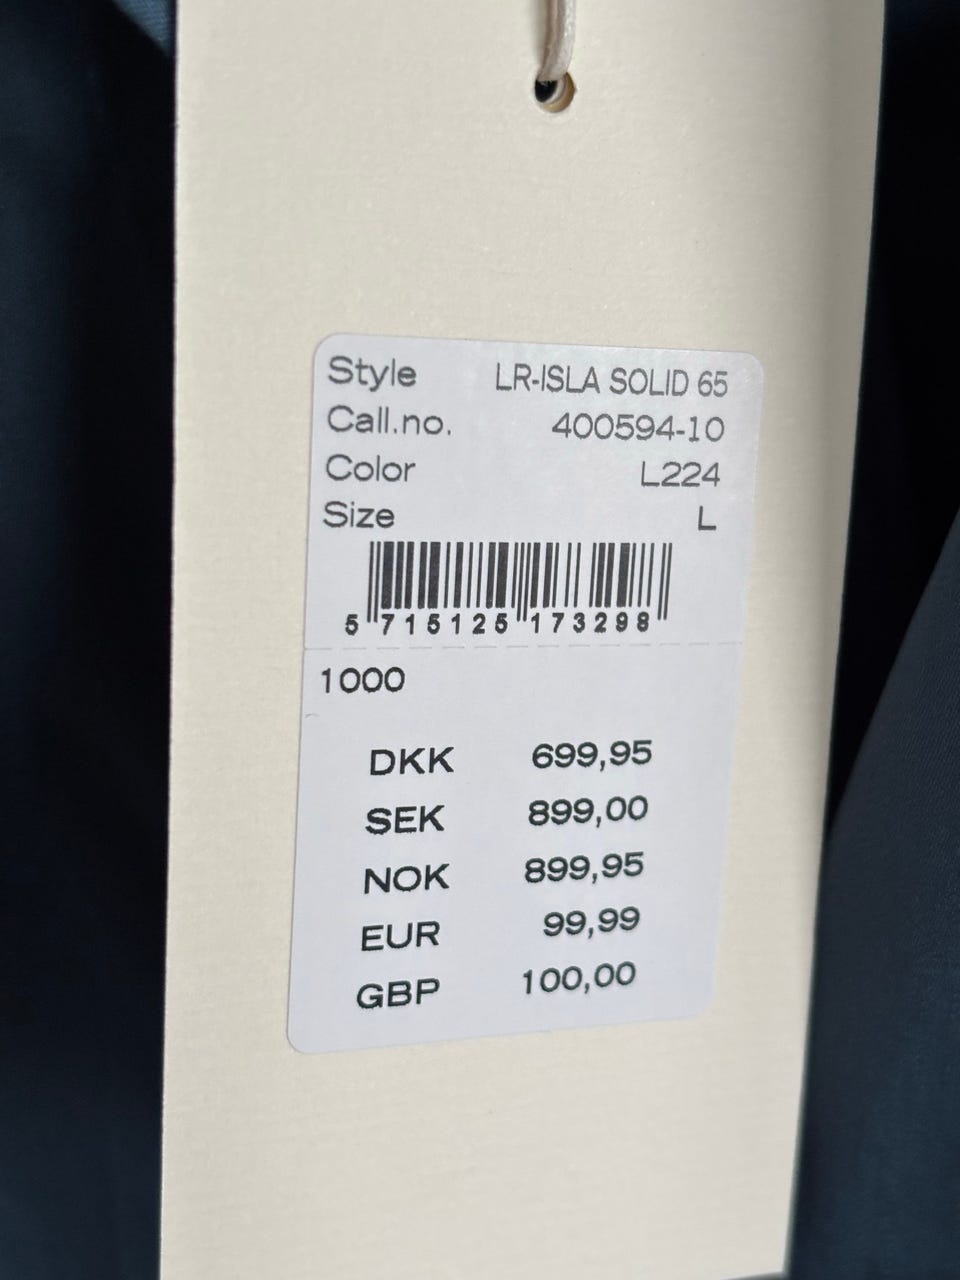 Style LR-ISLA SOLID 65
Call.no. 400594-10
Color L224
Size L
5 715125 173298
1000
DKK 699,95
SEK 899,00
NOK 899,95
EUR 99,99
GBP 100,00